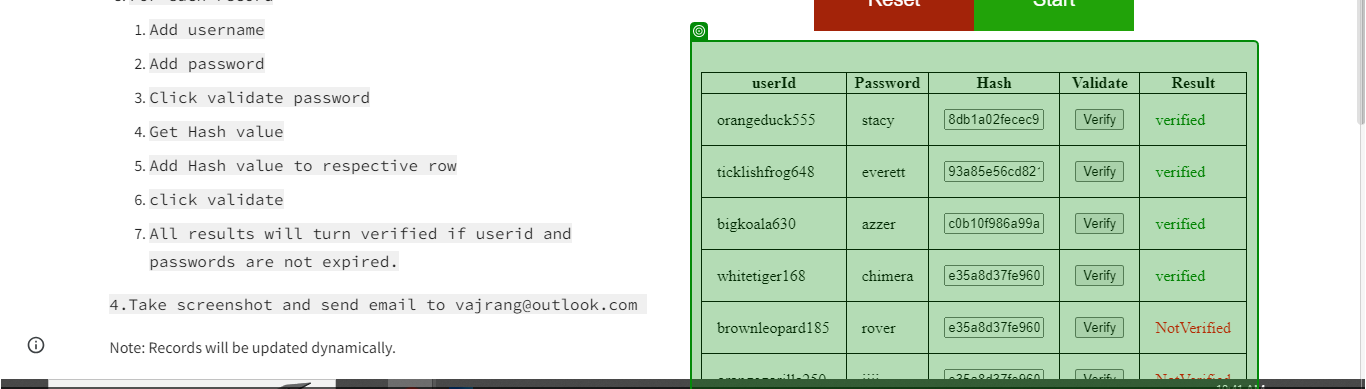 Reset Start
1. Add username
2. Add password
3. Click validate password
4. Get Hash value
5. Add Hash value to respective row
6. click validate
7. All results will turn verified if userid and
passwords are not expired.
4.Take screenshot and send email to vajrang@outlook.com
Note: Records will be updated dynamically.
userId Password Hash Validate Result
orangeduck555 stacy 8db1a02fecec9 Verify verified
ticklishfrog648 everett 93a85e56cd821 Verify verified
bigkoala630 azzer c0b10f986a99a Verify verified
whitetiger168 chimera e35a8d37fe960 Verify verified
brownleopard185 rover e35a8d37fe960 Verify NotVerified
e35a8d37fe960 Verify NotVerified